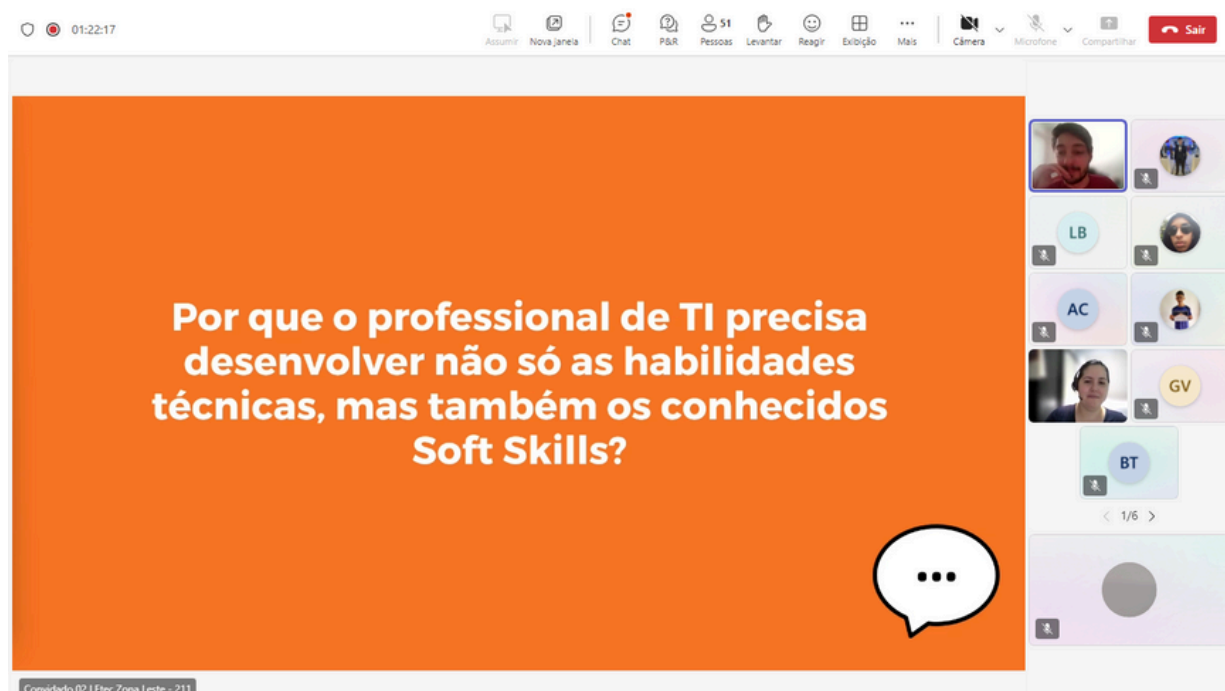 01:22:17
Assumir
Nova janela
Chat
P&R
51
Pessoas
Levantar
Reagir
Exibição
Mais
Câmera
Microfone
Compartilhar
Sair
Por que o professional de TI precisa
desenvolver não só as habilidades
técnicas, mas também os conhecidos
Soft Skills?
LB
AC
GV
BT
1/6
Convidado 02 | Etec Zona Leste - 211